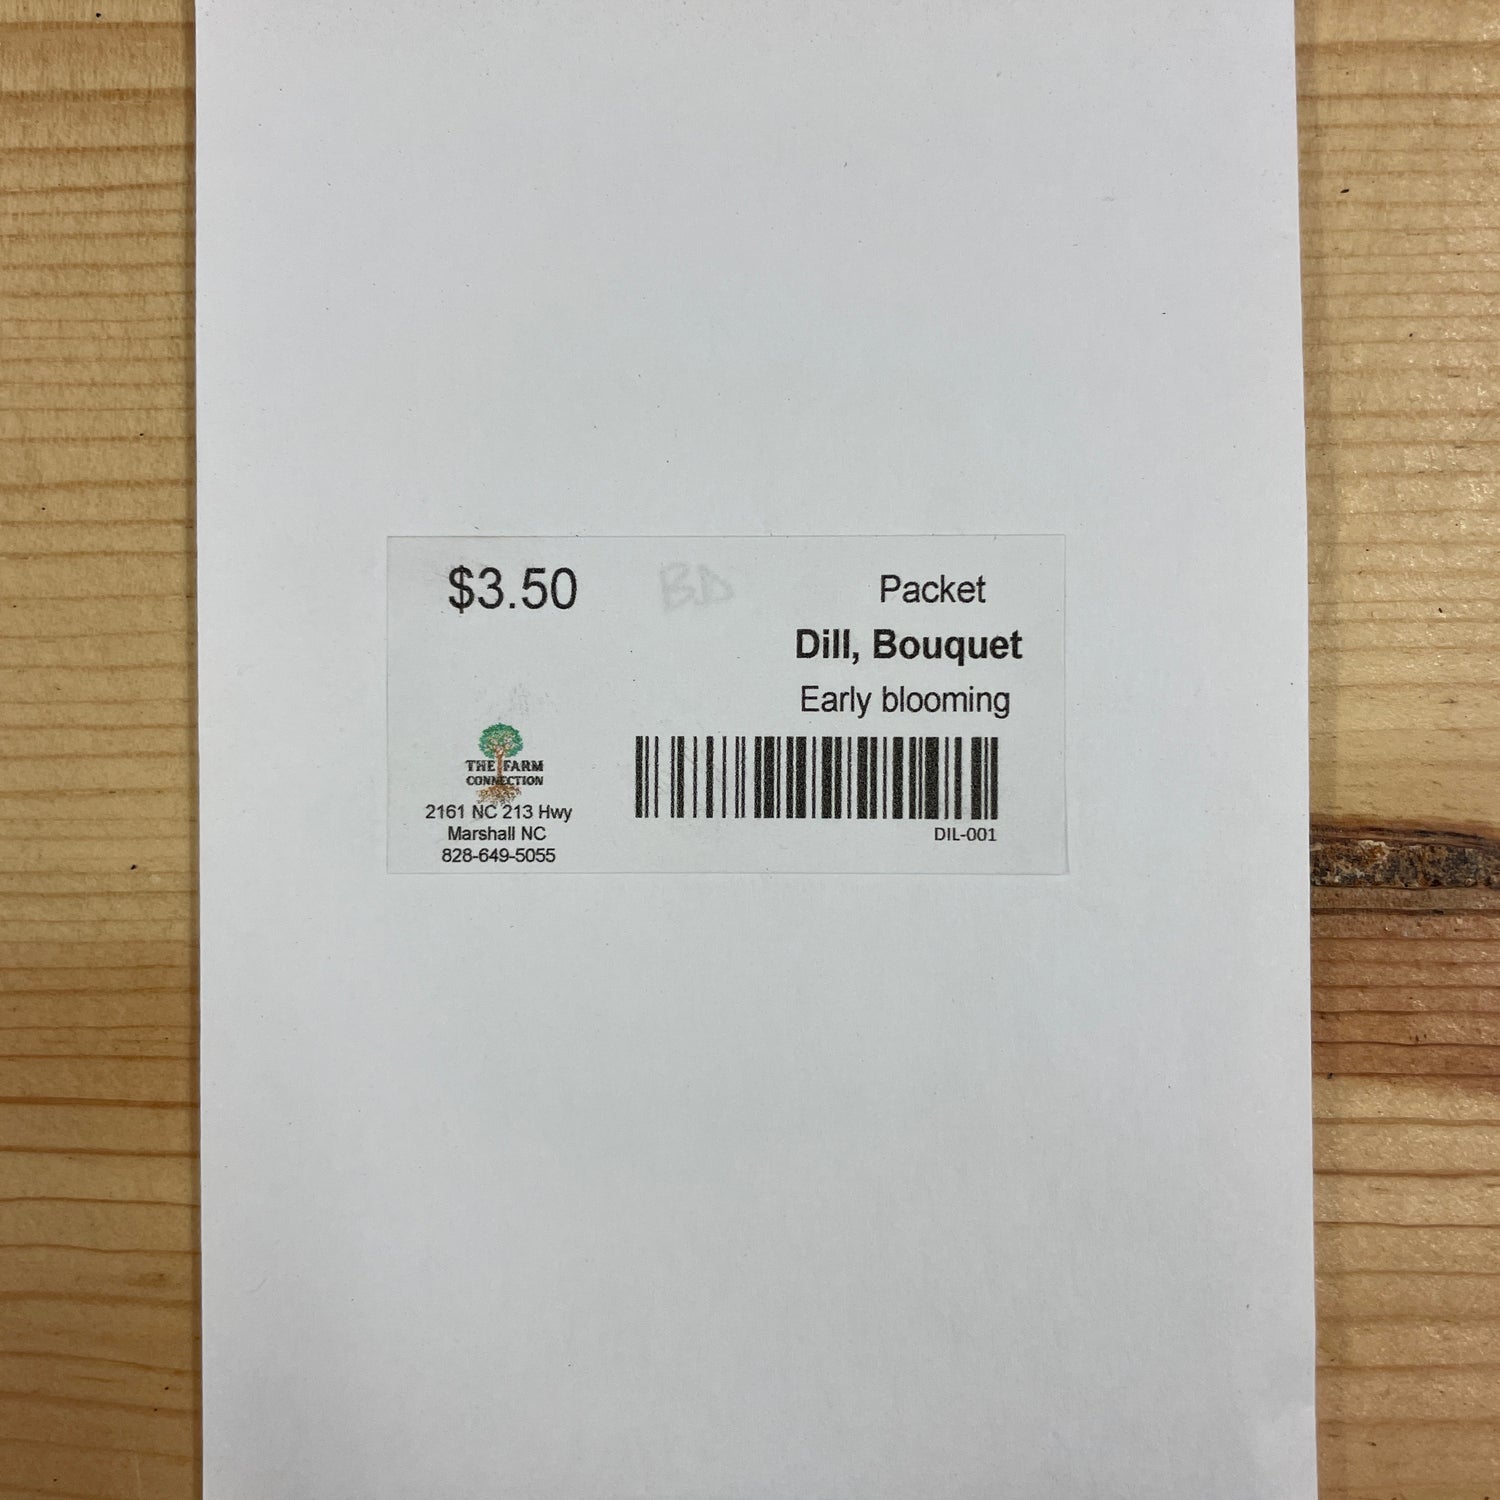 $3.50
BD
Packet
Dill, Bouquet
Early blooming
THE FARM
CONNECTION
2161 NC 213 Hwy
Marshall NC
828-649-5055
DIL-001